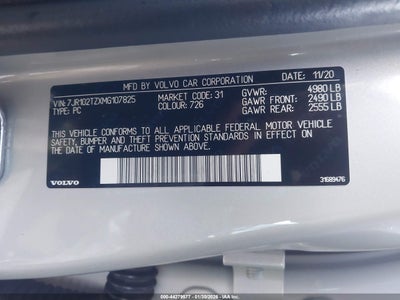 MFD BY VOLVO CAR CORPORATION DATE: 11/20
VIN: 7JR102TZXMG107825 MARKET CODE: 31 GVWR: 4980 LB
TYPE: PC COLOUR: 726 GAWR FRONT: 2490 LB
GAWR REAR: 2555 LB
THIS VEHICLE CONFORMS TO ALL APPLICABLE FEDERAL MOTOR VEHICLE
SAFETY, BUMPER AND THEFT PREVENTION STANDARDS IN EFFECT ON THE
DATE OF MANUFACTURE SHOWN ABOVE
VOLVO 31689476